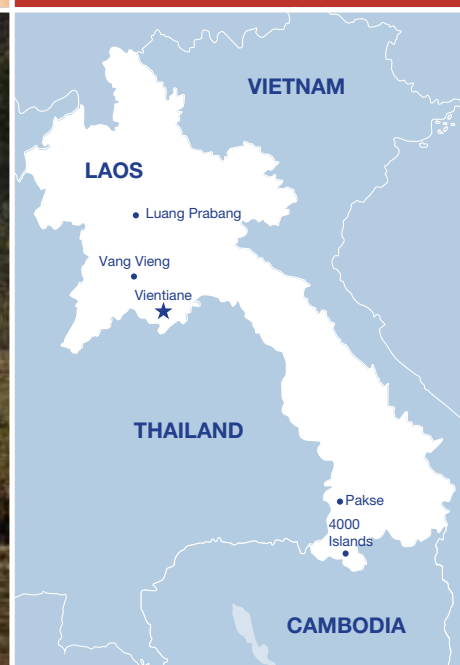 VIETNAM
LAOS
Luang Prabang
Vang Vieng
Vientiane
THAILAND
Pakse
4000
Islands
CAMBODIA